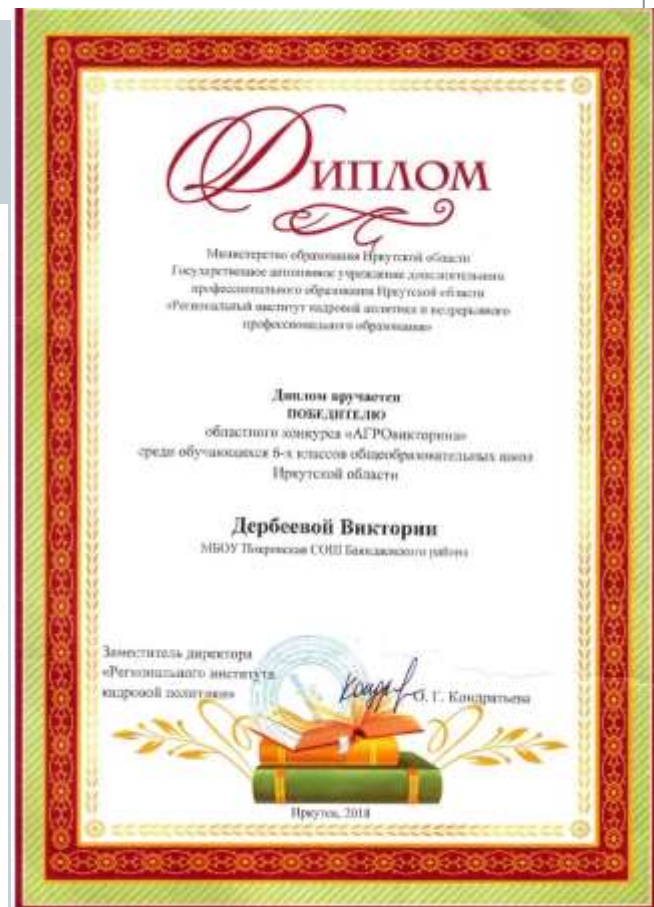 Диплом
Министерство образования Иркутской области
Государственное автономное учреждение дополнительного
профессионального образования Иркутской области
«Региональный институт кадровой политики и непрерывного
профессионального образования»
Диплом вручается
ПОБЕДИТЕЛЮ
областного конкурса «АГРОвикторина»
среди обучающихся 6-х классов общеобразовательных школ
Иркутской области
Дербеевой Виктории
МБОУ Покровская СОШ Баяндаевского района
Заместитель директора
«Регионального института
кадровой политики»
О. Г. Кондратьева
Иркутск, 2018